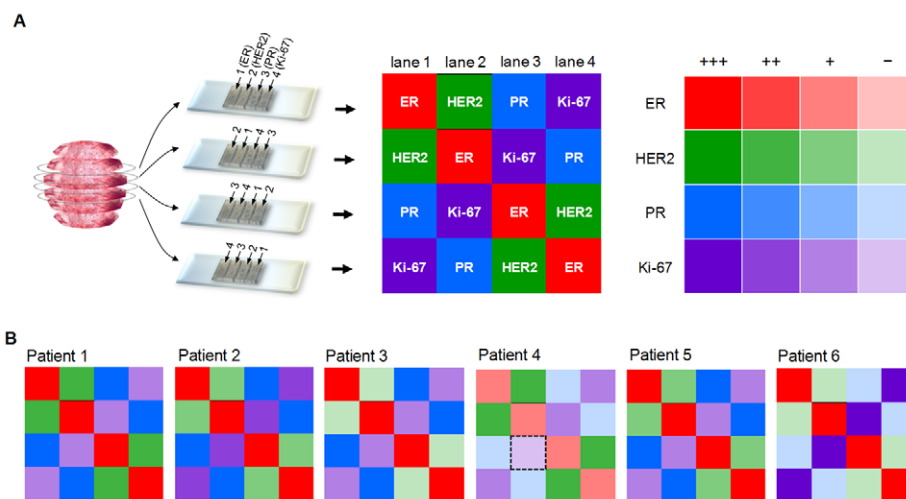 A
1 (ER)
2 (HER2)
3 (PR)
4 (Ki-67)
2 1 4 3
3 4 1 2
4 3 2 1
lane 1 lane 2 lane 3 lane 4
ER HER2 PR Ki-67
HER2 ER Ki-67 PR
PR Ki-67 ER HER2
Ki-67 PR HER2 ER
+++ ++ + −
ER
HER2
PR
Ki-67
B
Patient 1 Patient 2 Patient 3 Patient 4 Patient 5 Patient 6